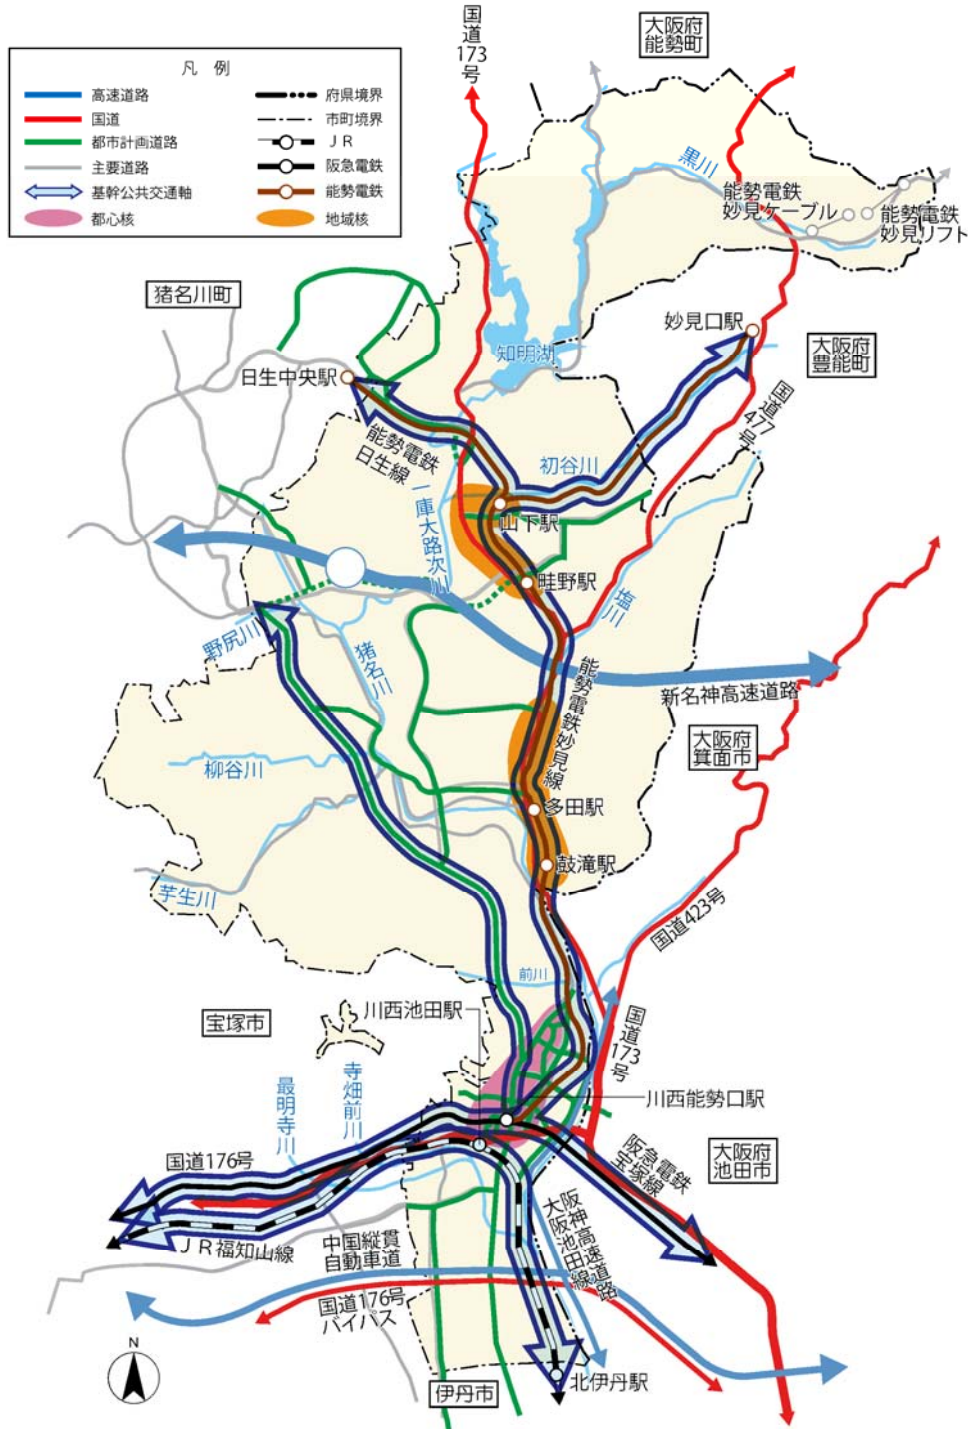 国道
173
号
大阪府
能勢町
凡 例
高速道路
国道
都市計画道路
主要道路
基幹公共交通軸
都心核
府県境界
市町境界
JR
阪急電鉄
能勢電鉄
地域核
黒川
能勢電鉄
妙見ケーブル
能勢電鉄
妙見リフト
猪名川町
妙見口駅
大阪府
豊能町
知明湖
日生中央駅
国道
477
号
能勢電鉄
日生線
初谷川
一庫大路次川
山下駅
畦野駅
塩川
野尻川
猪名川
能勢電鉄妙見線
新名神高速道路
大阪府
箕面市
柳谷川
多田駅
鼓滝駅
芋生川
国道423号
前川
宝塚市
川西池田駅
国道
173
号
寺畑前川
最明寺川
川西能勢口駅
国道176号
阪急電鉄
宝塚線
大阪府
池田市
JR福知山線
中国縦貫
自動車道
阪神高速道路
大阪池田線
国道176号
バイパス
N
伊丹市
北伊丹駅